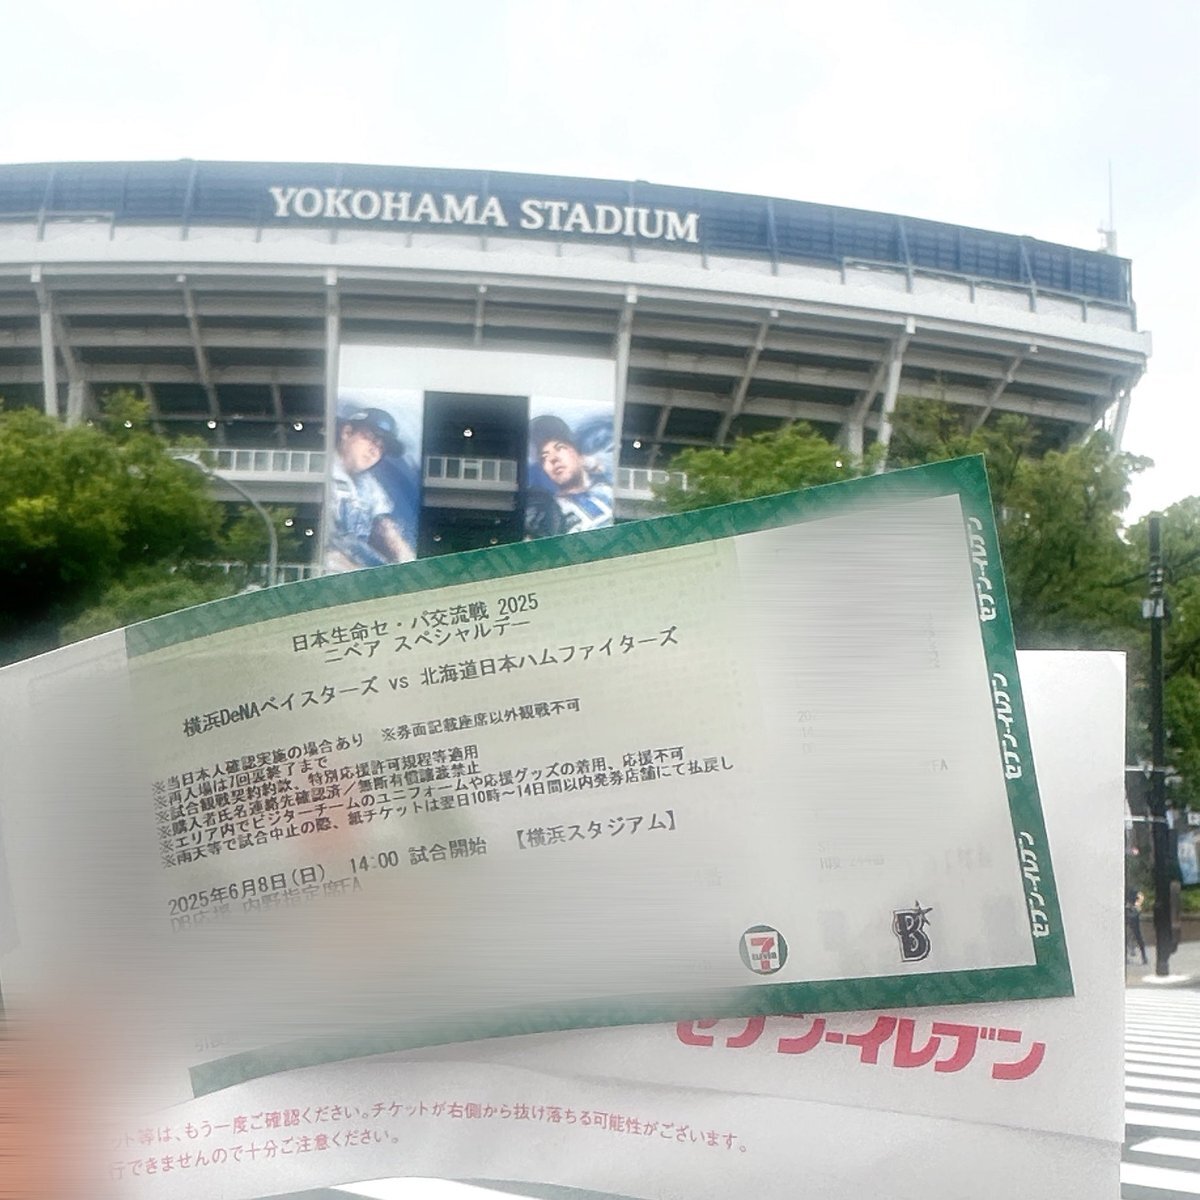 YOKOHAMA STADIUM
日本生命セ・パ交流戦 2025
ニベア スペシャルデー
横浜DeNAベイスターズ vs 北海道日本ハムファイターズ
※当日本人確認実施の場合あり ※券面記載座席以外観戦不可
※再入場は7回裏終了まで
※試合観戦契約約款、特別応援許可規程等適用
※購入者氏名連絡先確認済/無断有償譲渡禁止
※エリア内でビジターチームのユニフォームや応援グッズの着用、応援不可
※雨天等で試合中止の際、紙チケットは翌日10時～14日間以内発券店舗にて払戻し
2025年6月8日(日) 14:00 試合開始 【横浜スタジアム】
DB応援 内野指定席FA
セブン-イレブン
セブン-イレブン
セブン-イレブン
7
ELEVEN
B
セブン-イレブン
ット等は、もう一度ご確認ください。チケットが右側から抜け落ちる可能性がございます。
行できませんので十分ご注意ください。